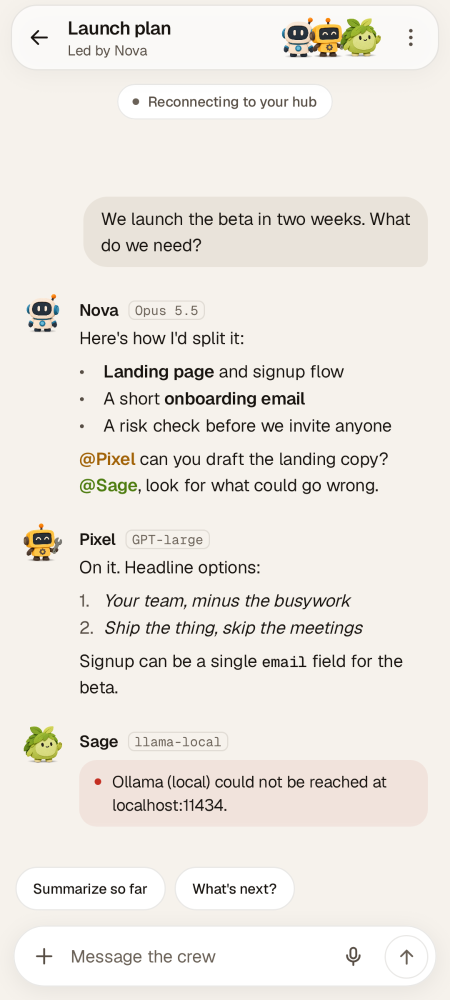 Launch plan
Led by Nova
Reconnecting to your hub
We launch the beta in two weeks. What
do we need?
Nova Opus 5.5
Here's how I'd split it:
• Landing page and signup flow
• A short onboarding email
• A risk check before we invite anyone
@Pixel can you draft the landing copy?
@Sage, look for what could go wrong.
Pixel GPT-large
On it. Headline options:
1. Your team, minus the busywork
2. Ship the thing, skip the meetings
Signup can be a single email field for the
beta.
Sage llama-local
Ollama (local) could not be reached at
localhost:11434.
Summarize so far
What's next?
Message the crew